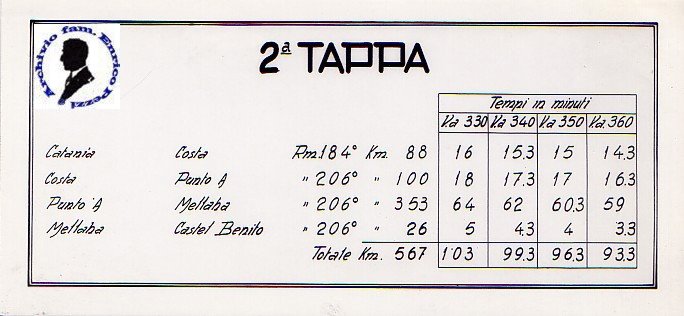 Archivio fam. Enrico Pezzi
2ª TAPPA
Tempi in minuti
Va 330 Va 340 Va 350 Va 360
Catania Costa Rm. 184° Km. 88 16 15.3 15 14.3
Costa Punto A " 206° " 100 18 17.3 17 16.3
Punto A Mellaha " 206° " 353 64 62 60.3 59
Mellaha Castel Benito " 206° " 26 5 4.3 4 3.3
Totale Km. 567 103 99.3 96.3 93.3